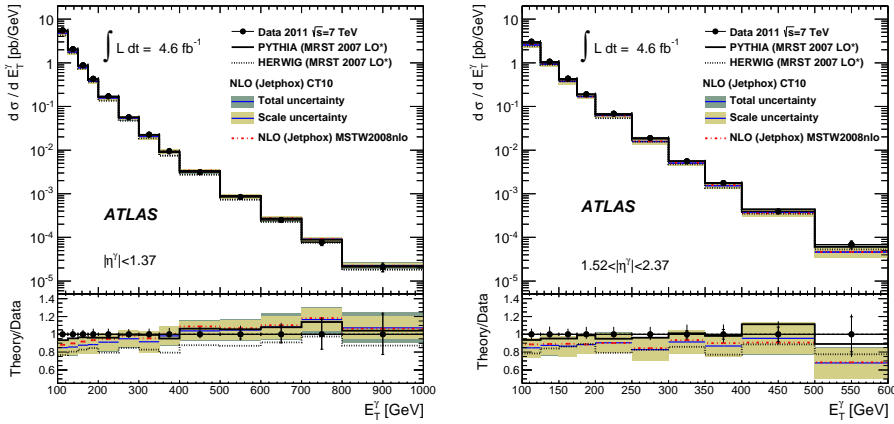 dσ / d E_T^γ [pb/GeV]
10
1
10⁻¹
10⁻²
10⁻³
10⁻⁴
10⁻⁵
∫ L dt = 4.6 fb⁻¹
Data 2011 √s=7 TeV
PYTHIA (MRST 2007 LO*)
HERWIG (MRST 2007 LO*)
NLO (Jetphox) CT10
Total uncertainty
Scale uncertainty
NLO (Jetphox) MSTW2008nlo
ATLAS
|η^γ|<1.37
Theory/Data
1.4
1.2
1
0.8
0.6
100 200 300 400 500 600 700 800 900 1000
E_T^γ [GeV]
dσ / d E_T^γ [pb/GeV]
10
1
10⁻¹
10⁻²
10⁻³
10⁻⁴
10⁻⁵
∫ L dt = 4.6 fb⁻¹
Data 2011 √s=7 TeV
PYTHIA (MRST 2007 LO*)
HERWIG (MRST 2007 LO*)
NLO (Jetphox) CT10
Total uncertainty
Scale uncertainty
NLO (Jetphox) MSTW2008nlo
ATLAS
1.52<|η^γ|<2.37
Theory/Data
1.4
1.2
1
0.8
0.6
100 150 200 250 300 350 400 450 500 550 600
E_T^γ [GeV]